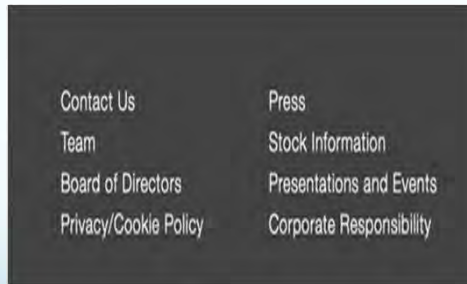 Contact Us
Team
Board of Directors
Privacy/Cookie Policy
Press
Stock Information
Presentations and Events
Corporate Responsibility